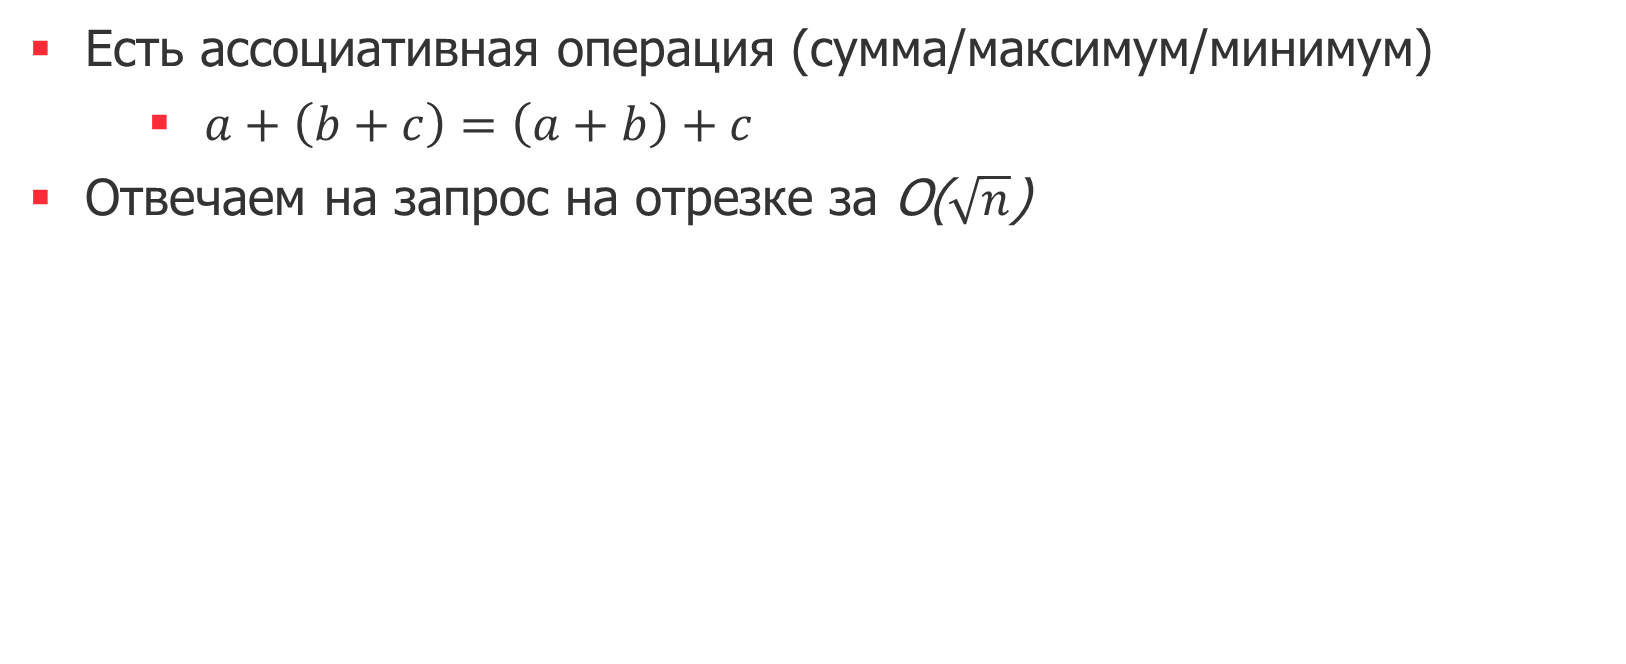 Есть ассоциативная операция (сумма/максимум/минимум)
a + (b + c) = (a + b) + c
Отвечаем на запрос на отрезке за O(√n)